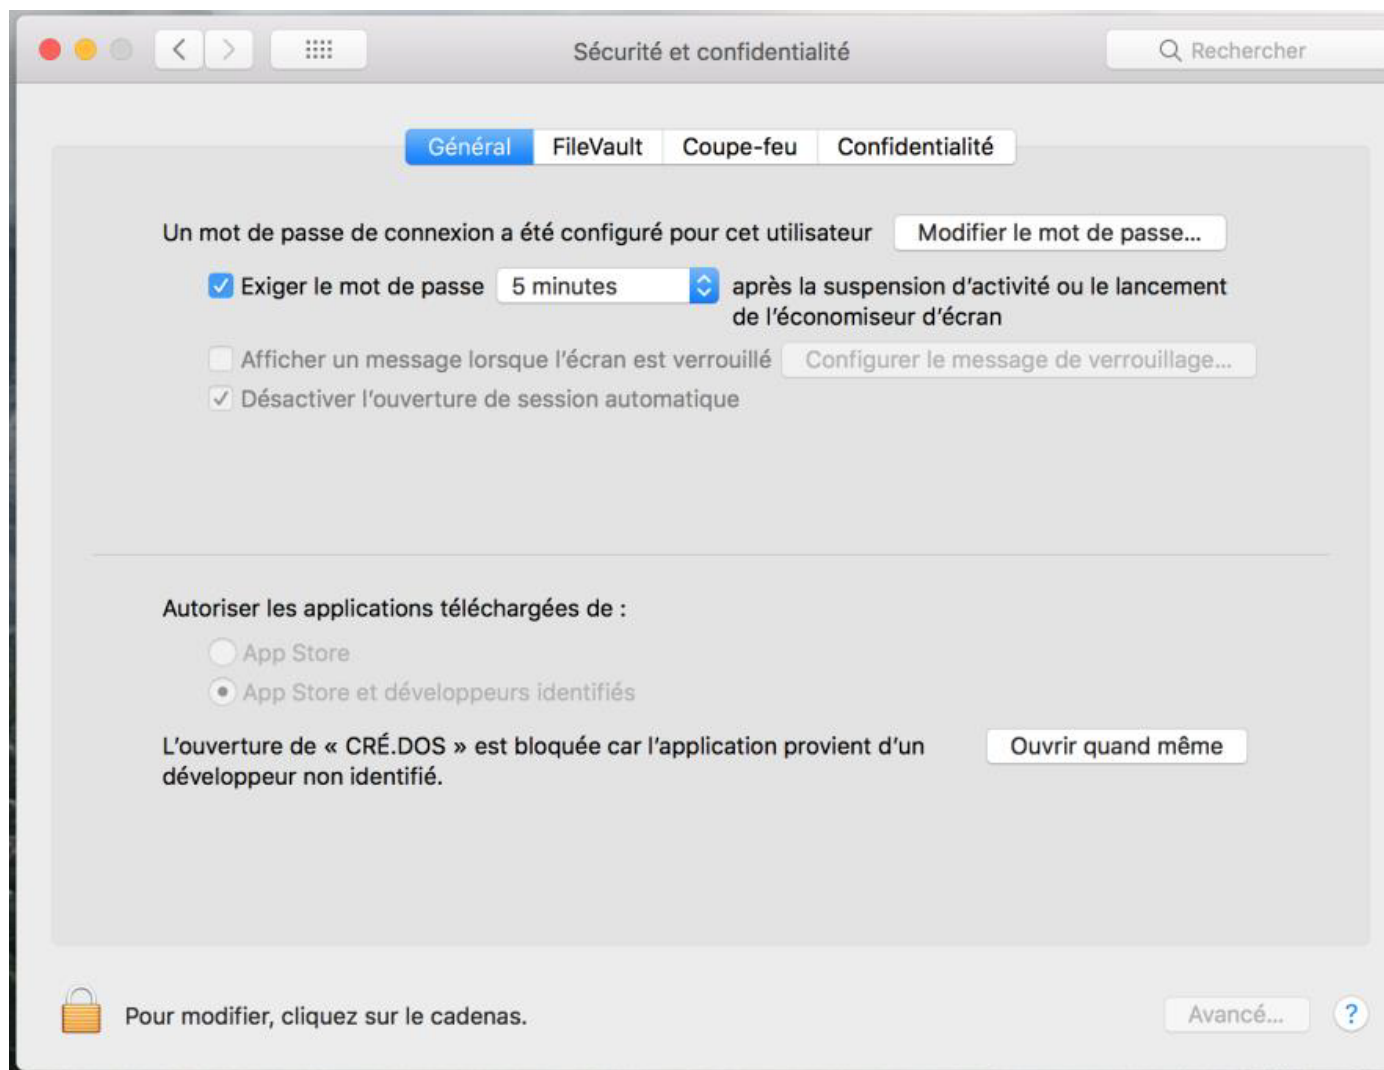 Sécurité et confidentialité
Rechercher
Général
FileVault
Coupe-feu
Confidentialité
Un mot de passe de connexion a été configuré pour cet utilisateur
Modifier le mot de passe...
Exiger le mot de passe
5 minutes
après la suspension d'activité ou le lancement
de l'économiseur d'écran
Afficher un message lorsque l'écran est verrouillé
Configurer le message de verrouillage...
Désactiver l'ouverture de session automatique
Autoriser les applications téléchargées de :
App Store
App Store et développeurs identifiés
L'ouverture de « CRÉ.DOS » est bloquée car l'application provient d'un
développeur non identifié.
Ouvrir quand même
Pour modifier, cliquez sur le cadenas.
Avancé...
?